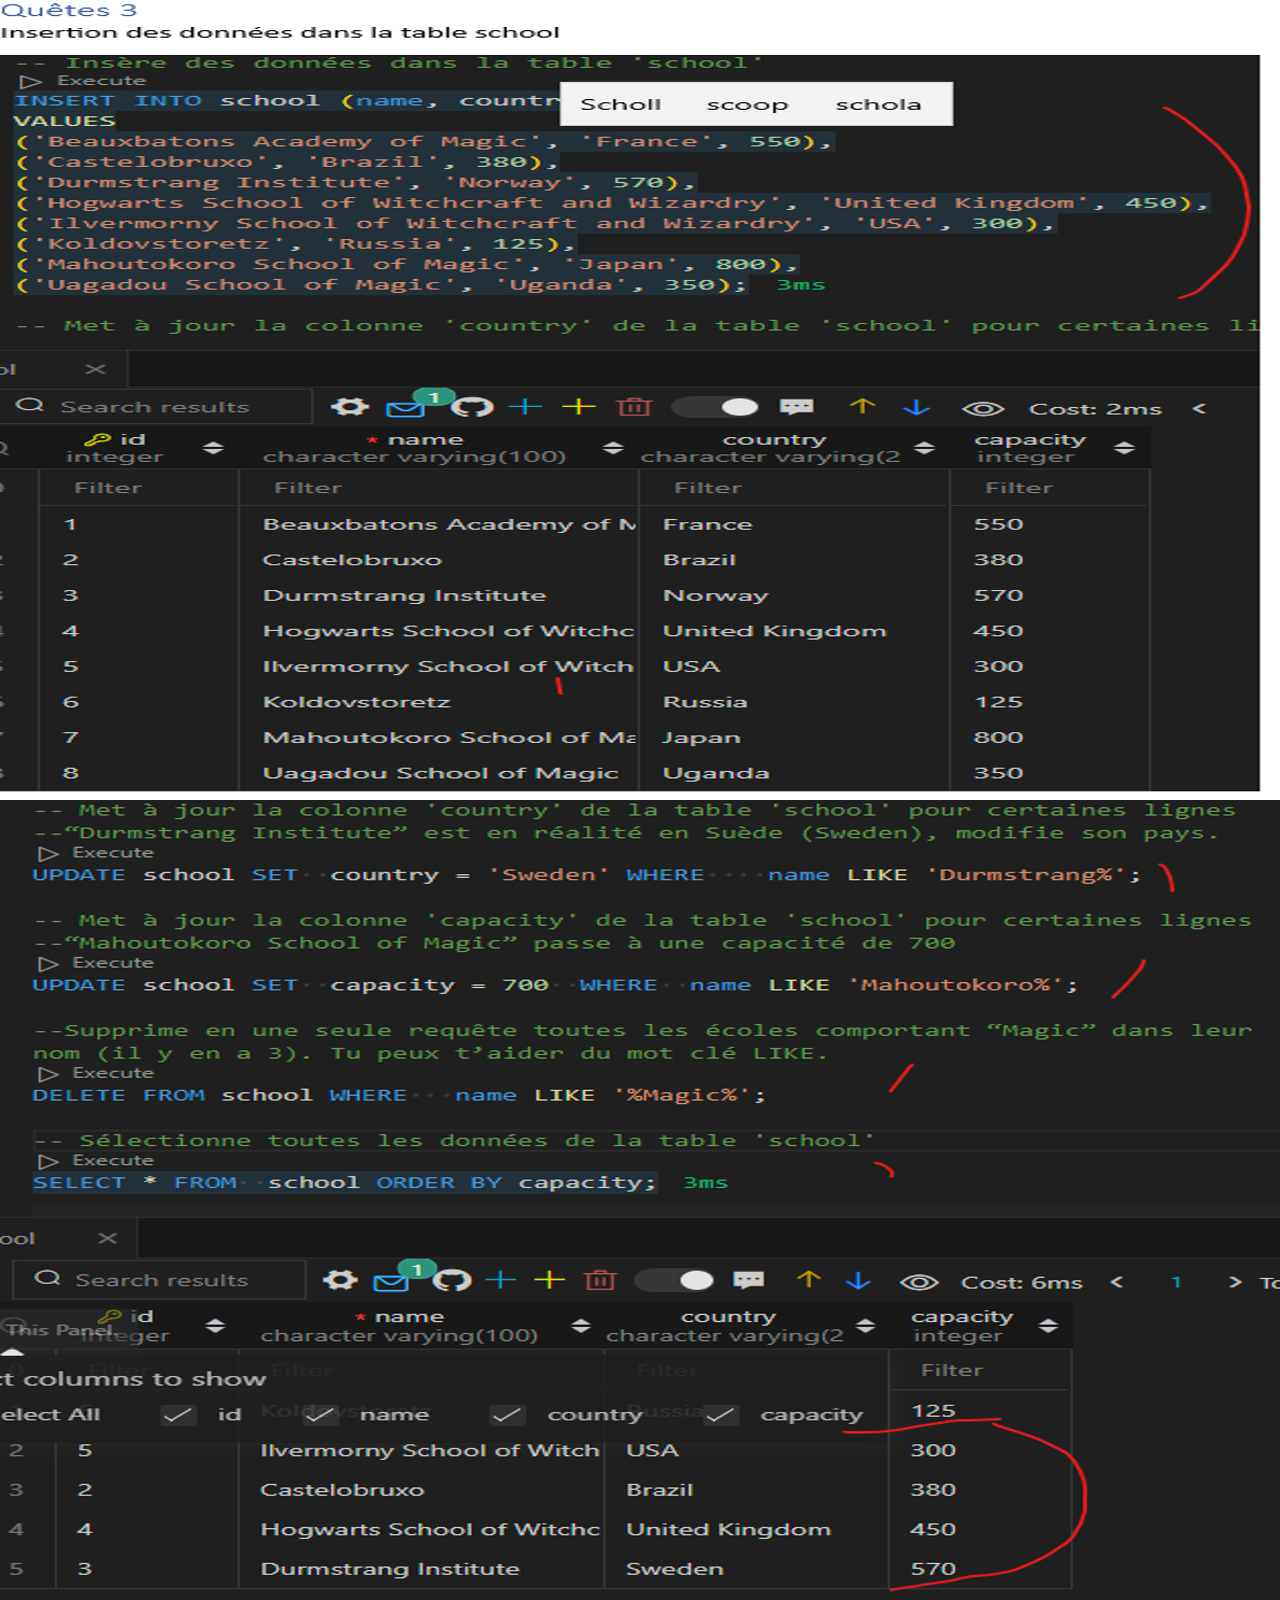 Quêtes 3
Insertion des données dans la table school
-- Insère des données dans la table 'school'
Execute
INSERT INTO school (name, countr
Scholl scoop schola
VALUES
('Beauxbatons Academy of Magic', 'France', 550),
('Castelobruxo', 'Brazil', 380),
('Durmstrang Institute', 'Norway', 570),
('Hogwarts School of Witchcraft and Wizardry', 'United Kingdom', 450),
('Ilvermorny School of Witchcraft and Wizardry', 'USA', 300),
('Koldovstoretz', 'Russia', 125),
('Mahoutokoro School of Magic', 'Japan', 800),
('Uagadou School of Magic', 'Uganda', 350); 3ms
-- Met à jour la colonne 'country' de la table 'school' pour certaines li
ol
Search results 1 Cost: 2ms <
id * name country capacity
integer character varying(100) character varying(2 integer
Filter Filter Filter Filter
1 Beauxbatons Academy of M France 550
2 Castelobruxo Brazil 380
3 Durmstrang Institute Norway 570
4 Hogwarts School of Witchc United Kingdom 450
5 Ilvermorny School of Witch USA 300
6 Koldovstoretz Russia 125
7 Mahoutokoro School of Ma Japan 800
8 Uagadou School of Magic Uganda 350
-- Met à jour la colonne 'country' de la table 'school' pour certaines lignes
--“Durmstrang Institute” est en réalité en Suède (Sweden), modifie son pays.
Execute
UPDATE school SET country = 'Sweden' WHERE name LIKE 'Durmstrang%';
-- Met à jour la colonne 'capacity' de la table 'school' pour certaines lignes
--“Mahoutokoro School of Magic” passe à une capacité de 700
Execute
UPDATE school SET capacity = 700 WHERE name LIKE 'Mahoutokoro%';
--Supprime en une seule requête toutes les écoles comportant “Magic” dans leur
nom (il y en a 3). Tu peux t’aider du mot clé LIKE.
Execute
DELETE FROM school WHERE name LIKE '%Magic%';
-- Sélectionne toutes les données de la table 'school'
Execute
SELECT * FROM school ORDER BY capacity; 3ms
ool
Search results 1 Cost: 6ms < 1 > To
id * name country capacity
This Panel. integer character varying(100) character varying(2 integer
Filter Filter Filter Filter
ct columns to show
elect All id name country capacity
Koldovstoretz Russia 125
2 5 Ilvermorny School of Witch USA 300
3 2 Castelobruxo Brazil 380
4 4 Hogwarts School of Witchc United Kingdom 450
5 3 Durmstrang Institute Sweden 570